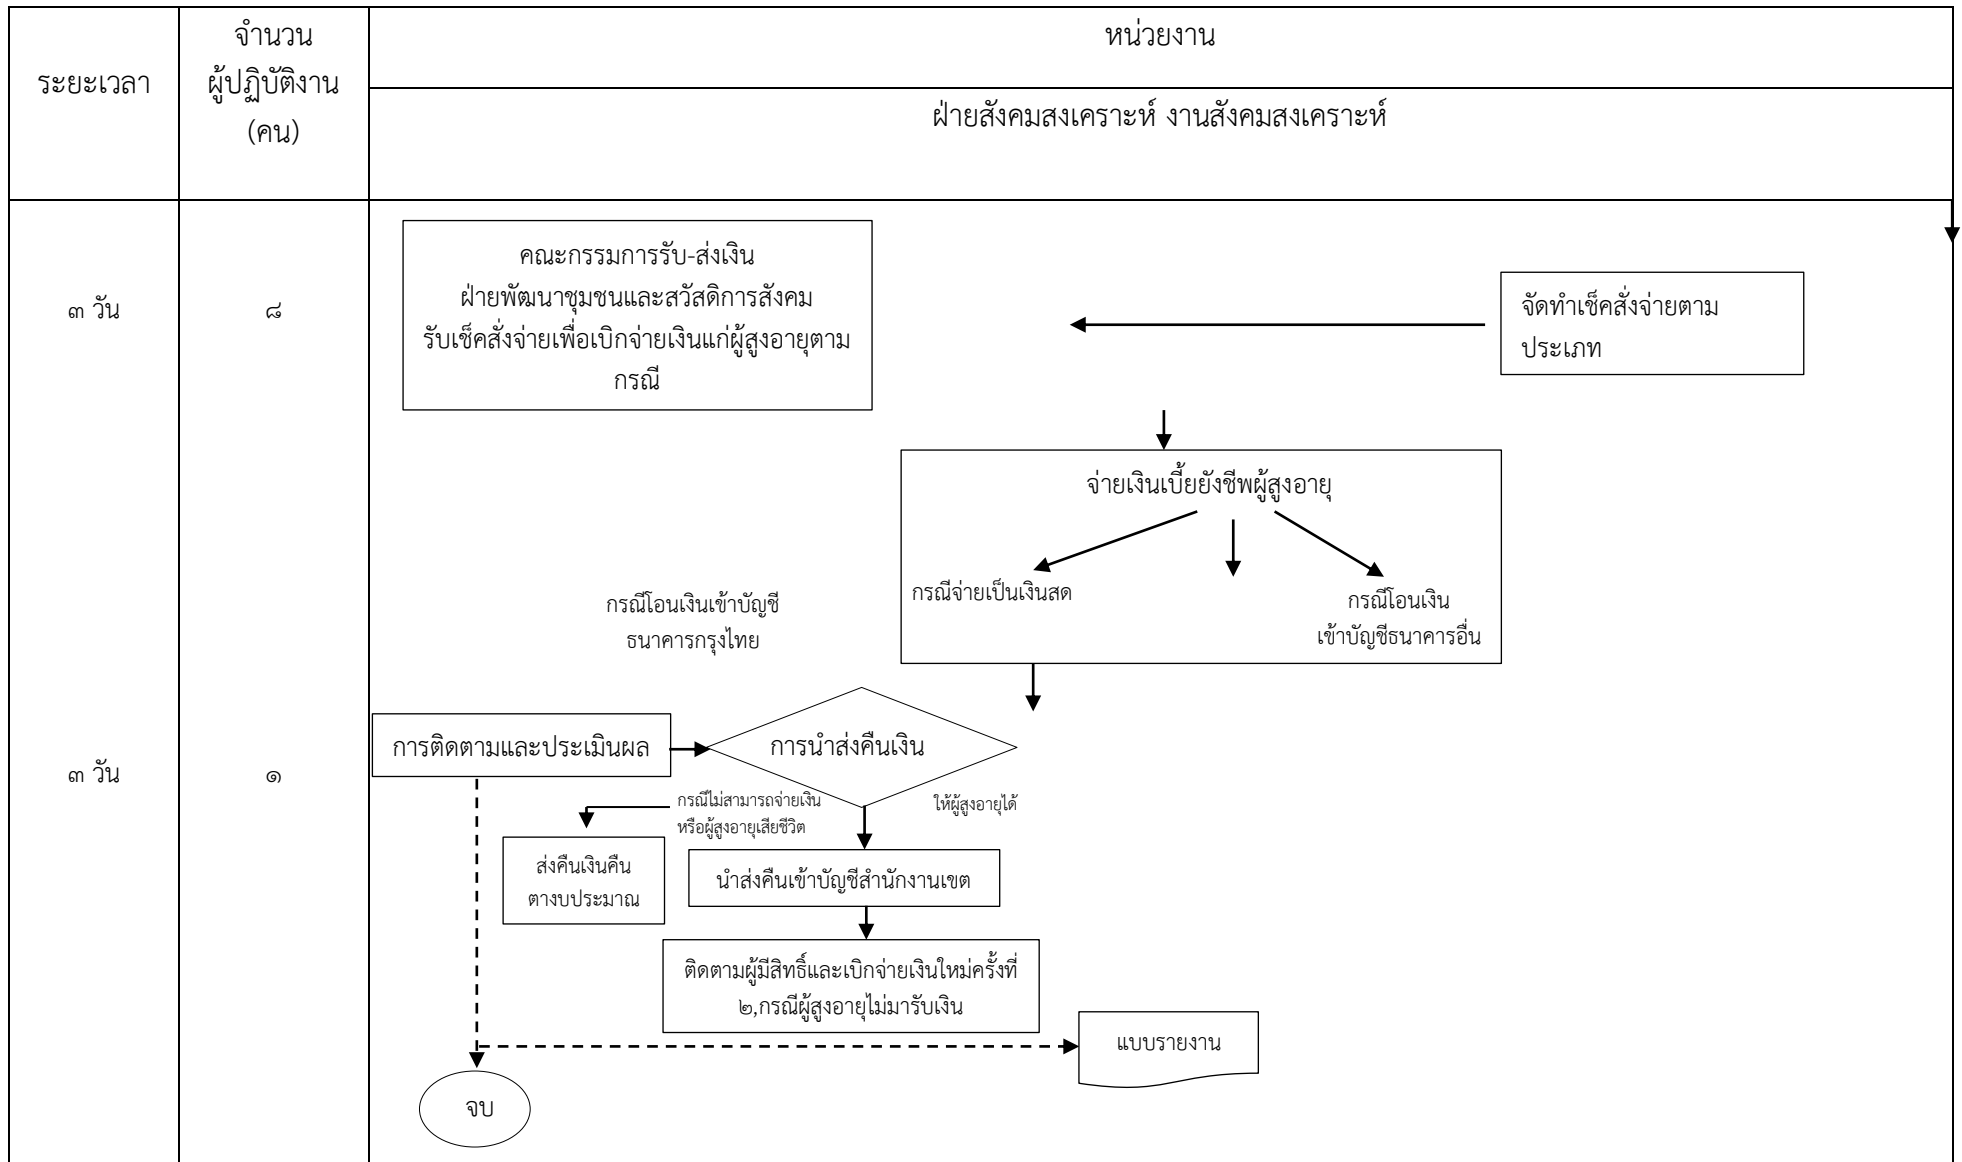 ระยะเวลา
จำนวน
ผู้ปฏิบัติงาน
(คน)
หน่วยงาน
ฝ่ายสังคมสงเคราะห์ งานสังคมสงเคราะห์
๓ วัน
๘
คณะกรรมการรับ-ส่งเงิน
ฝ่ายพัฒนาชุมชนและสวัสดิการสังคม
รับเช็คสั่งจ่ายเพื่อเบิกจ่ายเงินแก่ผู้สูงอายุตาม
กรณี
จัดทำเช็คสั่งจ่ายตาม
ประเภท
จ่ายเงินเบี้ยยังชีพผู้สูงอายุ
กรณีโอนเงินเข้าบัญชี
ธนาคารกรุงไทย
กรณีจ่ายเป็นเงินสด
กรณีโอนเงิน
เข้าบัญชีธนาคารอื่น
๓ วัน
๑
การติดตามและประเมินผล
การนำส่งคืนเงิน
กรณีไม่สามารถจ่ายเงิน
หรือผู้สูงอายุเสียชีวิต
ให้ผู้สูงอายุได้
ส่งคืนเงินคืน
ตางบประมาณ
นำส่งคืนเข้าบัญชีสำนักงานเขต
ติดตามผู้มีสิทธิ์และเบิกจ่ายเงินใหม่ครั้งที่
๒,กรณีผู้สูงอายุไม่มารับเงิน
แบบรายงาน
จบ